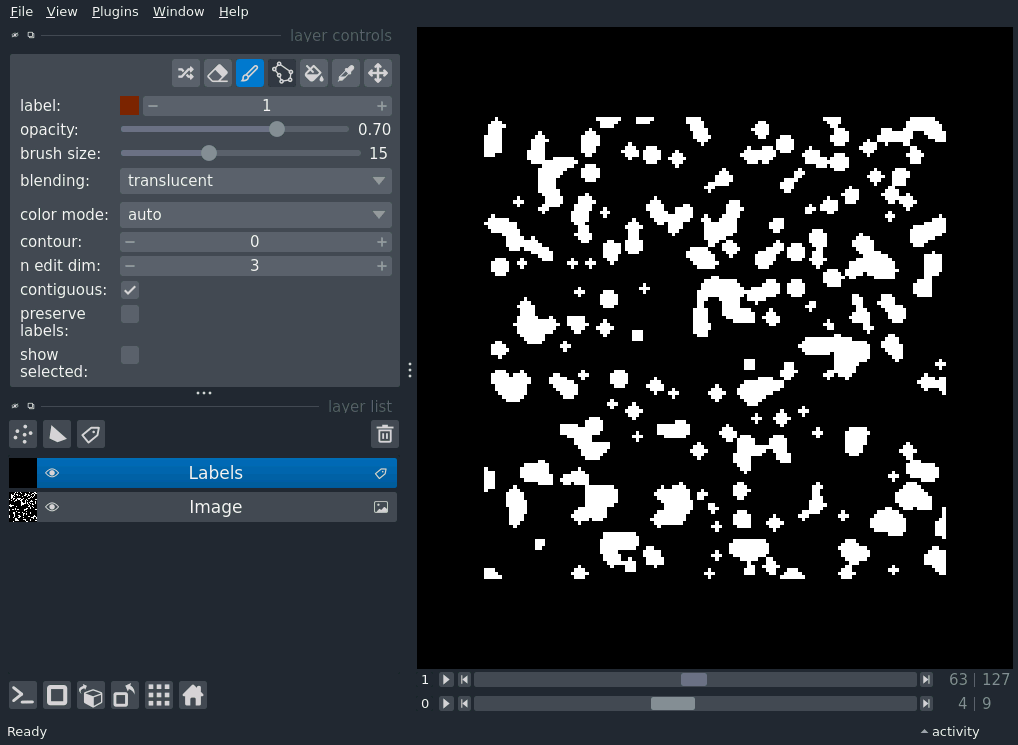 File View Plugins Window Help
layer controls
label: 1
opacity: 0.70
brush size: 15
blending: translucent
color mode: auto
contour: 0
n edit dim: 3
contiguous:
preserve
labels:
show
selected:
layer list
Labels
Image
1 63 | 127
0 4 | 9
Ready activity